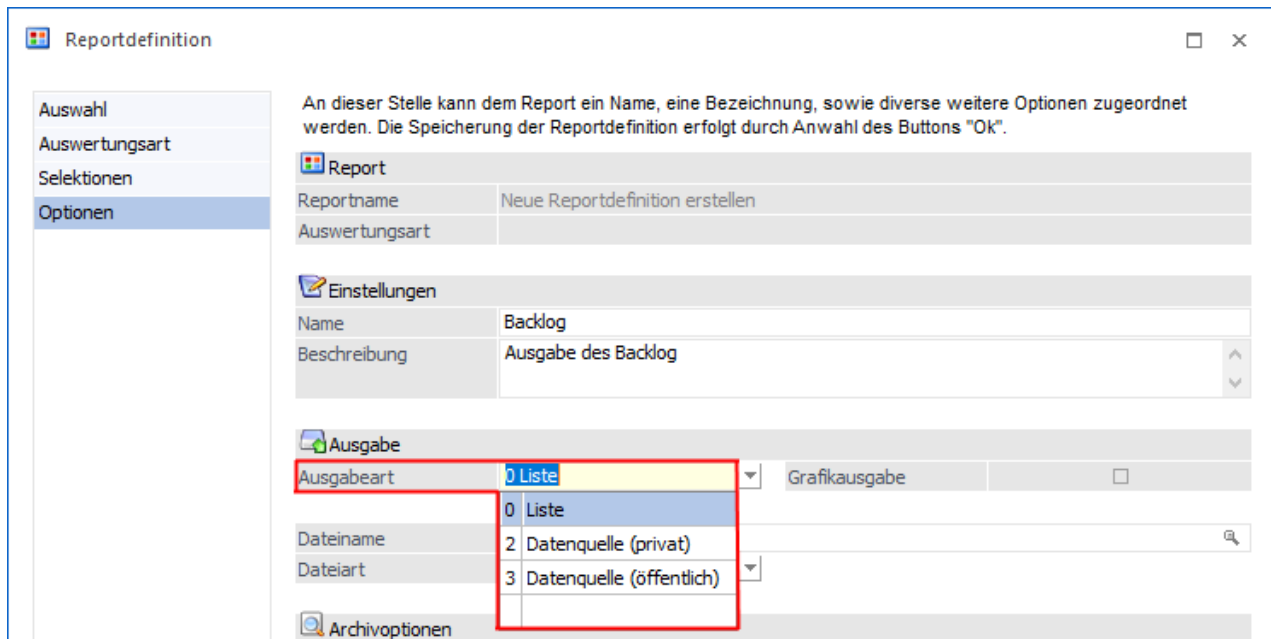 Reportdefinition
Auswahl
Auswertungsart
Selektionen
Optionen
An dieser Stelle kann dem Report ein Name, eine Bezeichnung, sowie diverse weitere Optionen zugeordnet
werden. Die Speicherung der Reportdefinition erfolgt durch Anwahl des Buttons "Ok".
Report
Reportname Neue Reportdefinition erstellen
Auswertungsart
Einstellungen
Name Backlog
Beschreibung Ausgabe des Backlog
Ausgabe
Ausgabeart 0 Liste Grafikausgabe
0 Liste
Dateiname
2 Datenquelle (privat)
Dateiart
3 Datenquelle (öffentlich)
Archivoptionen